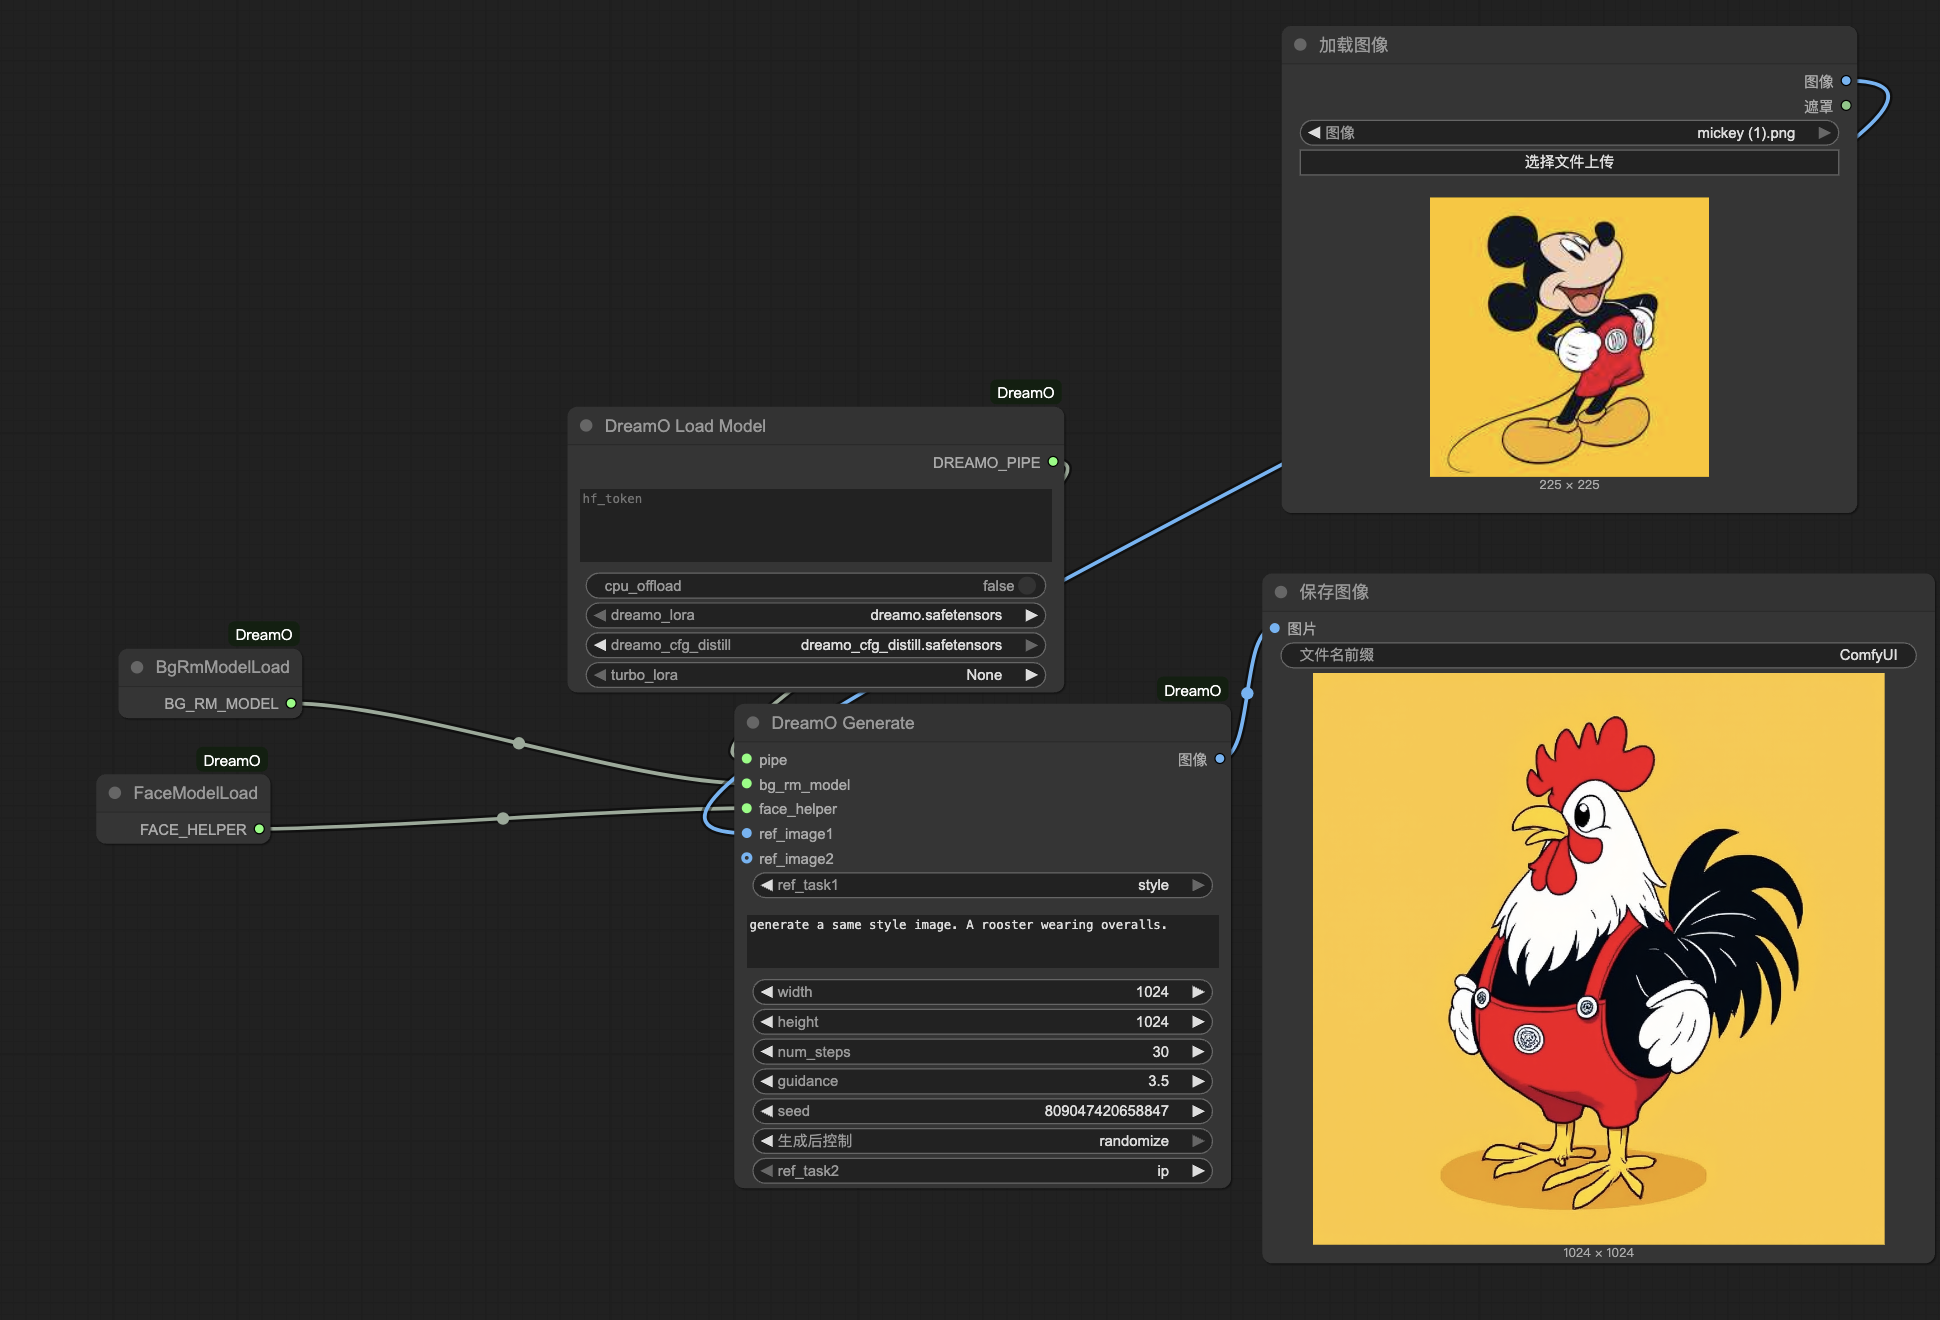 加载图像
图像
遮罩
图像 mickey (1).png
选择文件上传
225 × 225
DreamO
DreamO Load Model
DREAMO_PIPE
hf_token
cpu_offload false
dreamo_lora dreamo.safetensors
dreamo_cfg_distill dreamo_cfg_distill.safetensors
turbo_lora None
DreamO
BgRmModelLoad
BG_RM_MODEL
DreamO
FaceModelLoad
FACE_HELPER
DreamO
DreamO Generate
pipe 图像
bg_rm_model
face_helper
ref_image1
ref_image2
ref_task1 style
generate a same style image. A rooster wearing overalls.
width 1024
height 1024
num_steps 30
guidance 3.5
seed 809047420658847
生成后控制 randomize
ref_task2 ip
保存图像
图片
文件名前缀 ComfyUI
1024 × 1024